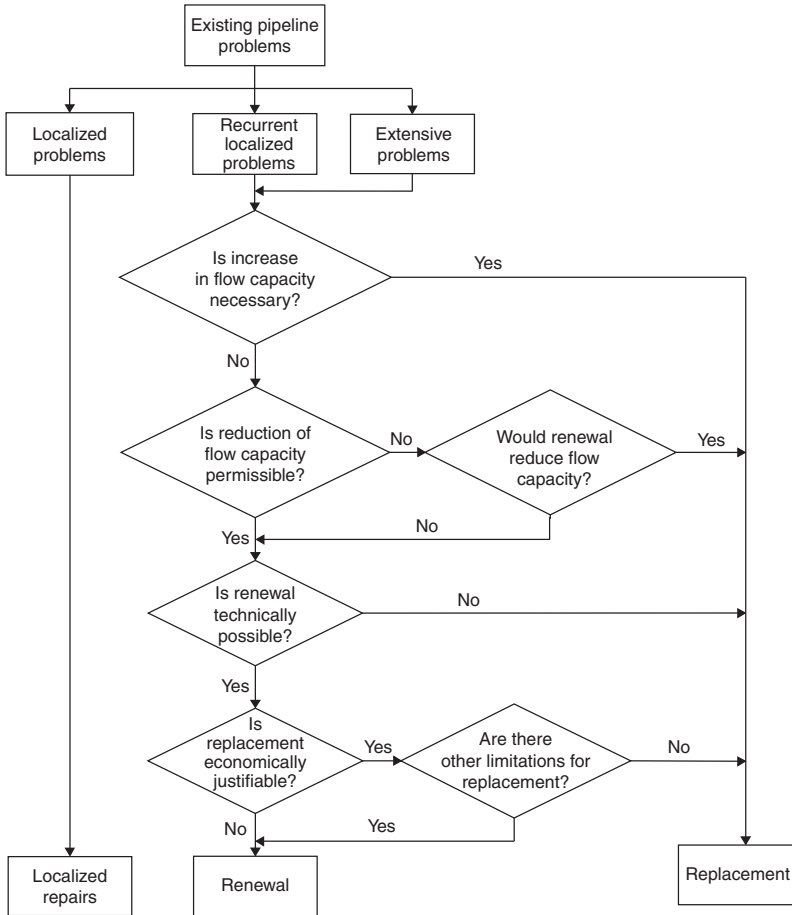 Existing pipeline
problems
Localized
problems
Recurrent
localized
problems
Extensive
problems
Is increase
in flow capacity
necessary?
Yes
No
Is reduction of
flow capacity
permissible?
No
Would renewal
reduce flow
capacity?
Yes
No
Yes
Is renewal
technically
possible?
No
Yes
Is
replacement
economically
justifiable?
Yes
Are there
other limitations for
replacement?
No
No
Yes
Localized
repairs
Renewal
Replacement